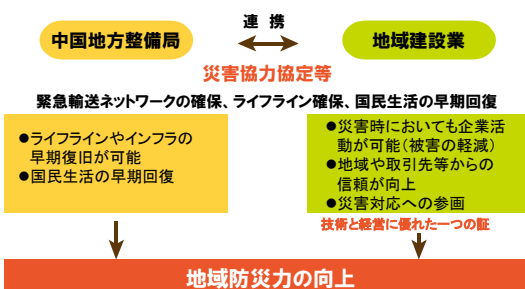 連 携
中国地方整備局
地域建設業
災害協力協定等
緊急輸送ネットワークの確保、ライフライン確保、国民生活の早期回復
●ライフラインやインフラの
早期復旧が可能
●国民生活の早期回復
●災害時においても企業活
動が可能（被害の軽減）
●地域や取引先等からの
信頼が向上
●災害対応への参画
技術と経営に優れた一つの証
地域防災力の向上